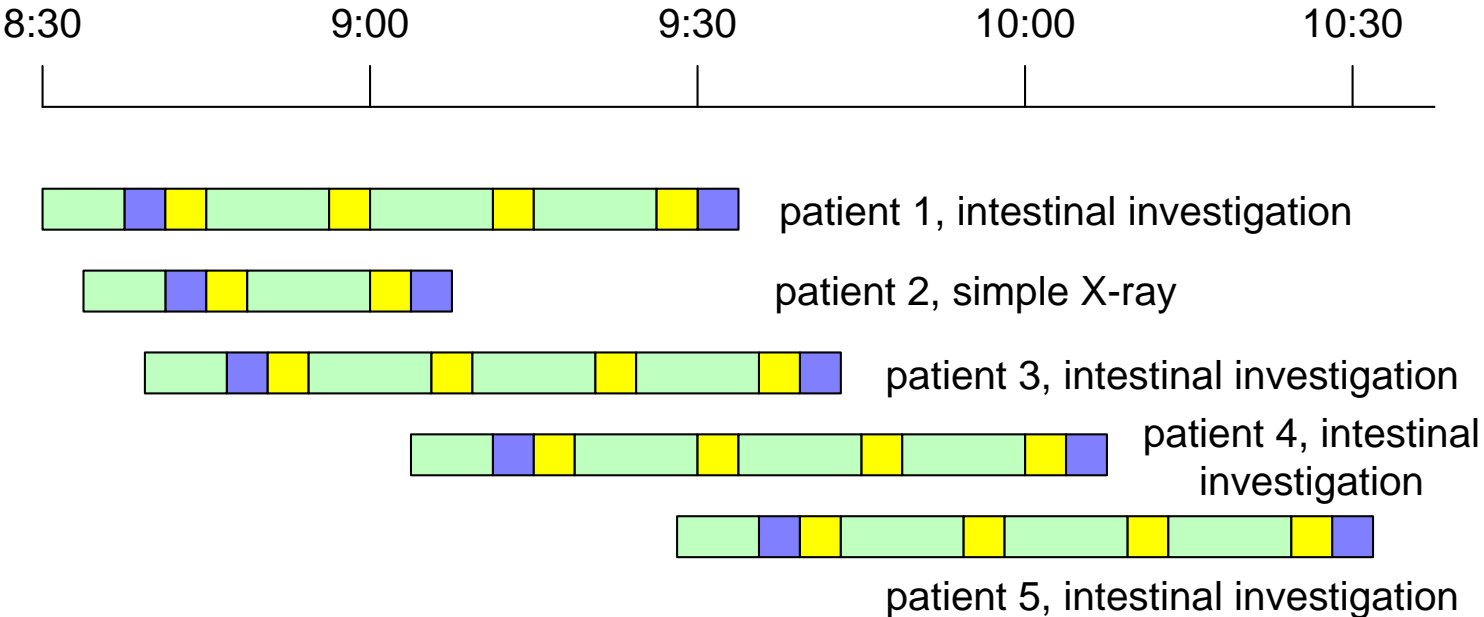 8:30 9:00 9:30 10:00 10:30
patient 1, intestinal investigation
patient 2, simple X-ray
patient 3, intestinal investigation
patient 4, intestinal
investigation
patient 5, intestinal investigation